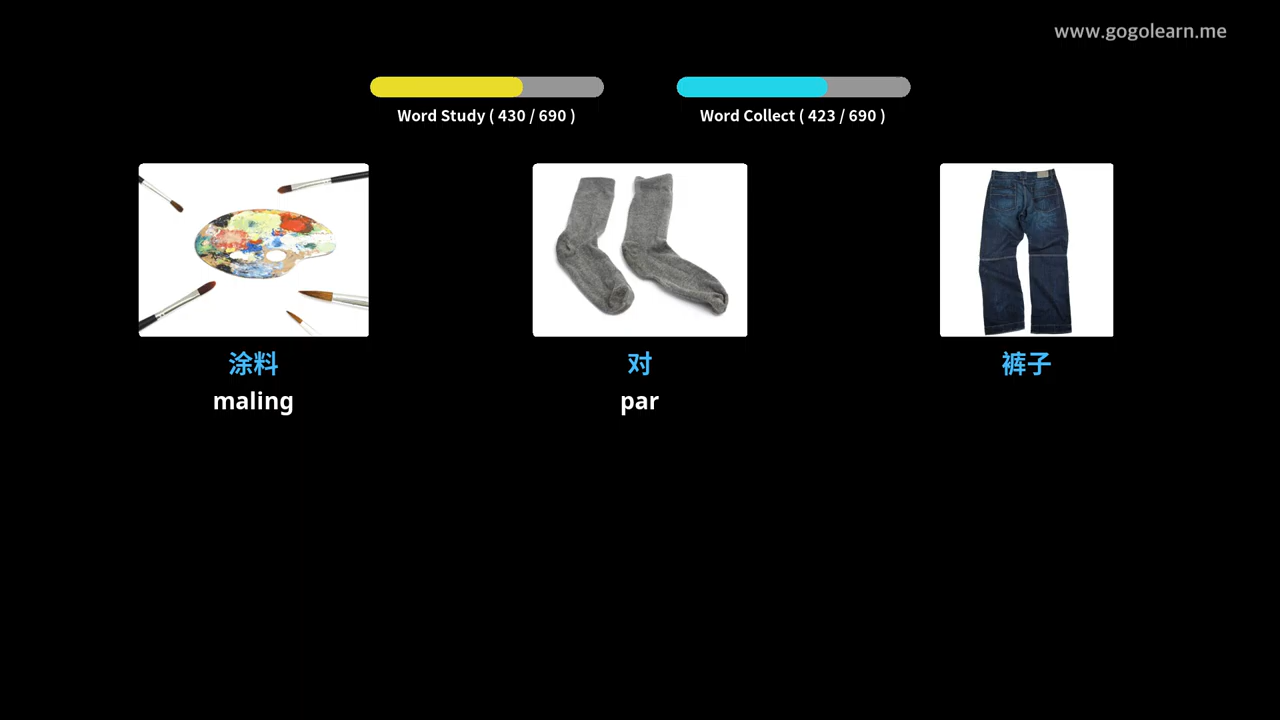 www.gogolearn.me
Word Study ( 430 / 690 )
Word Collect ( 423 / 690 )
涂料
maling
对
par
裤子